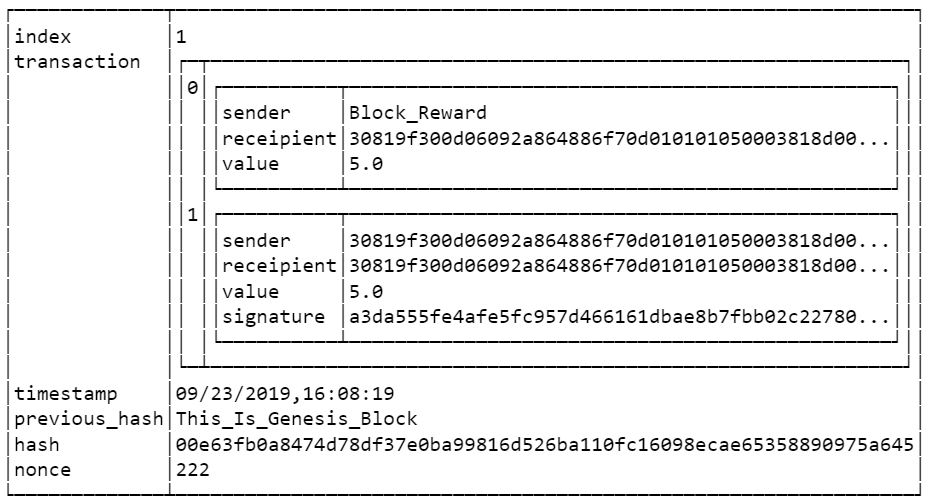 index 1
transaction
0
sender Block_Reward
receipient 30819f300d06092a864886f70d010101050003818d00...
value 5.0
1
sender 30819f300d06092a864886f70d010101050003818d00...
receipient 30819f300d06092a864886f70d010101050003818d00...
value 5.0
signature a3da555fe4afe5fc957d466161dbae8b7fbb02c22780...
timestamp 09/23/2019,16:08:19
previous_hash This_Is_Genesis_Block
hash 00e63fb0a8474d78df37e0ba99816d526ba110fc16098ecae65358890975a645
nonce 222